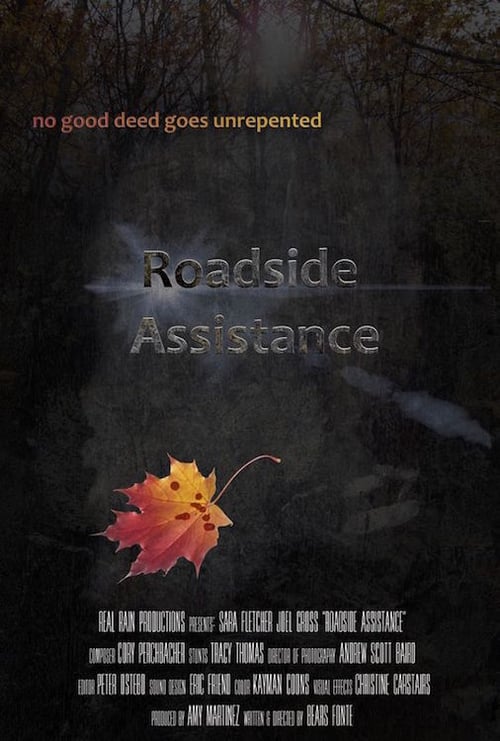 no good deed goes unrepented
Roadside
Assistance
REAL RAIN PRODUCTIONS PRESENTS: SARA FLETCHER JOEL GROSS "ROADSIDE ASSISTANCE"
COMPOSER CORY PERCHBACHER STUNTS TRACY THOMAS DIRECTOR OF PHOTOGRAPHY ANDREW SCOTT BAIRD
EDITOR PETER OSTERO SOUND DESIGN ERIC FRIEND COLOR KAYMAN COONS VISUAL EFFECTS CHRISTINE CARSTAIRS
PRODUCED BY AMY MARTINEZ WRITTEN & DIRECTED BY BEARS FONTE